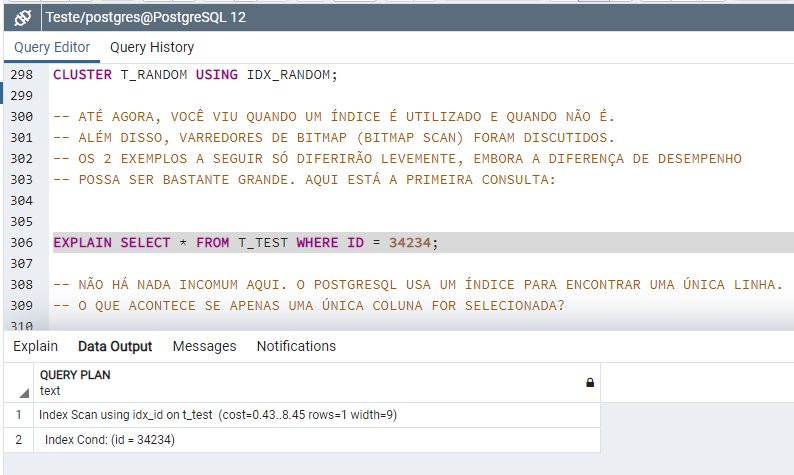 Teste/postgres@PostgreSQL 12
Query Editor Query History
298 CLUSTER T_RANDOM USING IDX_RANDOM;
299
300 -- ATÉ AGORA, VOCÊ VIU QUANDO UM ÍNDICE É UTILIZADO E QUANDO NÃO É.
301 -- ALÉM DISSO, VARREDORES DE BITMAP (BITMAP SCAN) FORAM DISCUTIDOS.
302 -- OS 2 EXEMPLOS A SEGUIR SÓ DIFERIRÃO LEVEMENTE, EMBORA A DIFERENÇA DE DESEMPENHO
303 -- POSSA SER BASTANTE GRANDE. AQUI ESTÁ A PRIMEIRA CONSULTA:
304
305
306 EXPLAIN SELECT * FROM T_TEST WHERE ID = 34234;
307
308 -- NÃO HÁ NADA INCOMUM AQUI. O POSTGRESQL USA UM ÍNDICE PARA ENCONTRAR UMA ÚNICA LINHA.
309 -- O QUE ACONTECE SE APENAS UMA ÚNICA COLUNA FOR SELECIONADA?
310
Explain Data Output Messages Notifications
QUERY PLAN
text
1 Index Scan using idx_id on t_test (cost=0.43..8.45 rows=1 width=9)
2 Index Cond: (id = 34234)